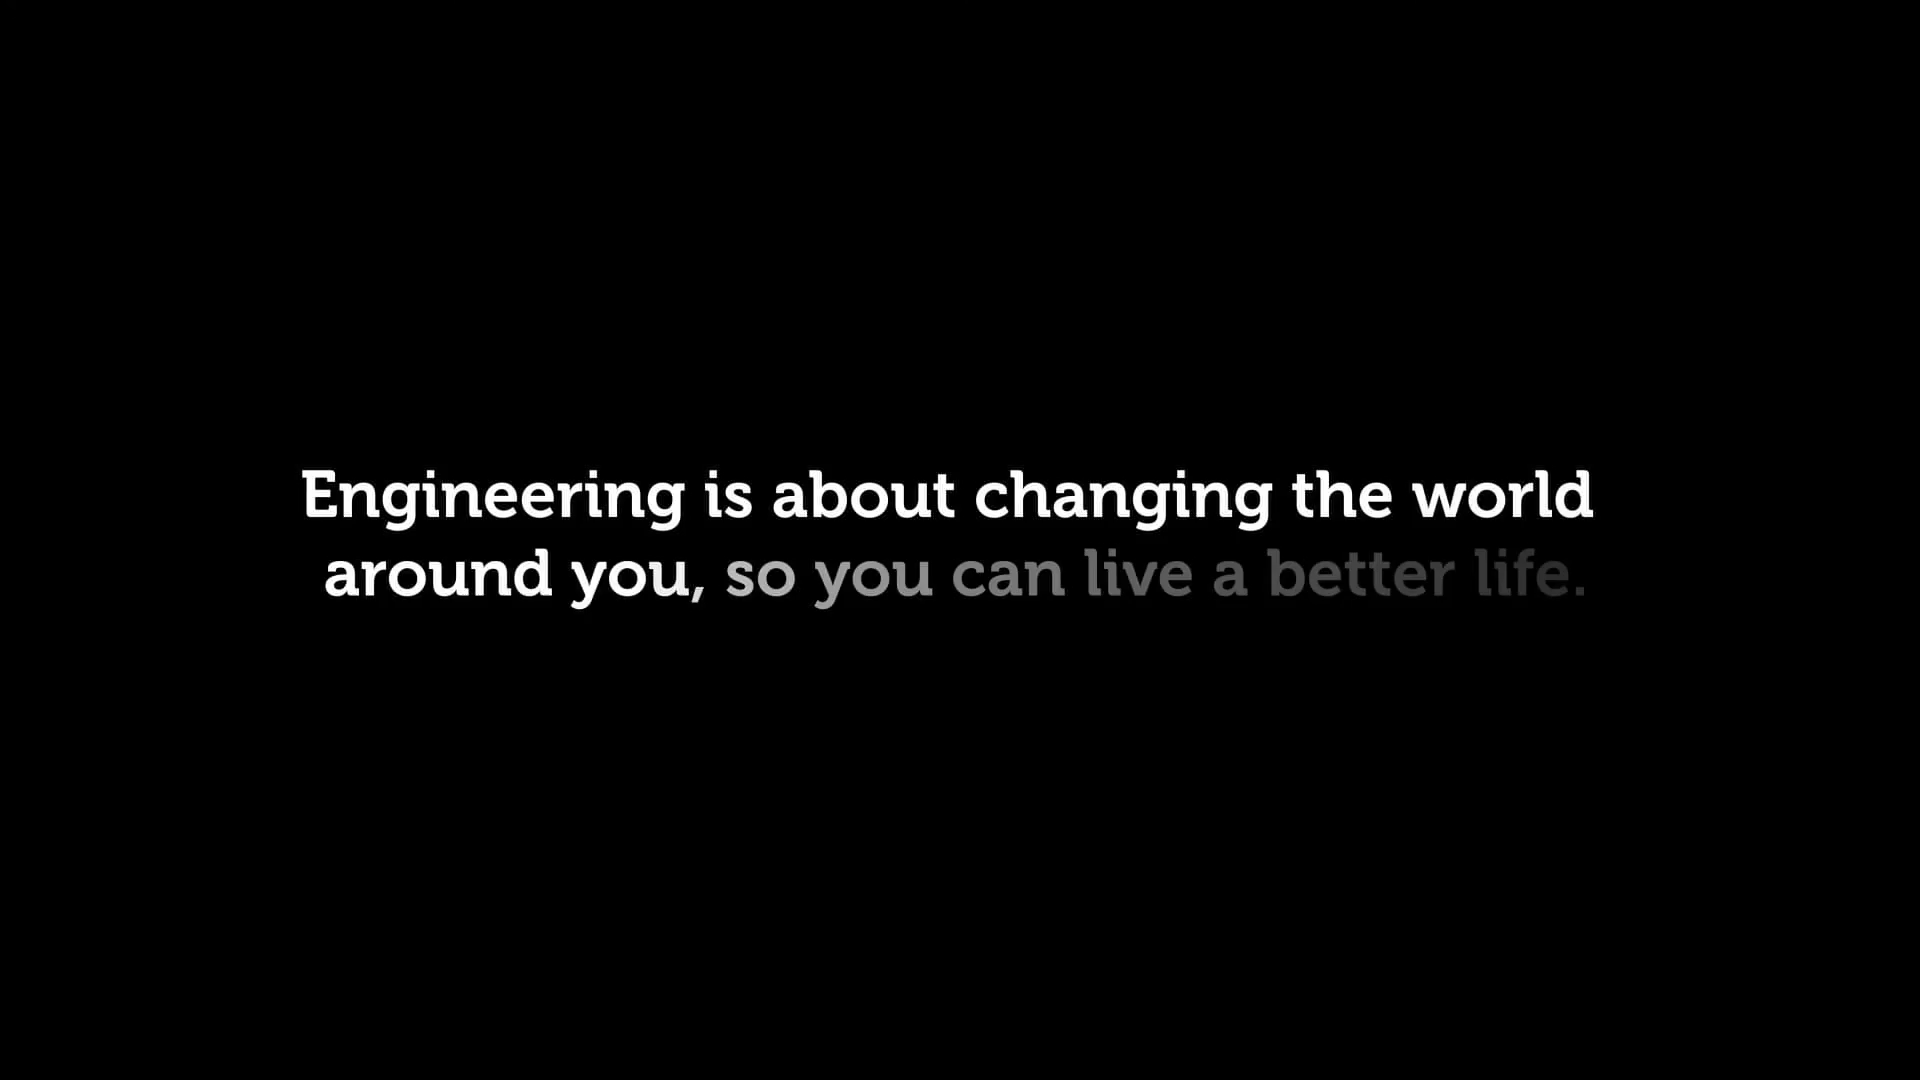 Engineering is about changing the world
around you, so you can live a better life.